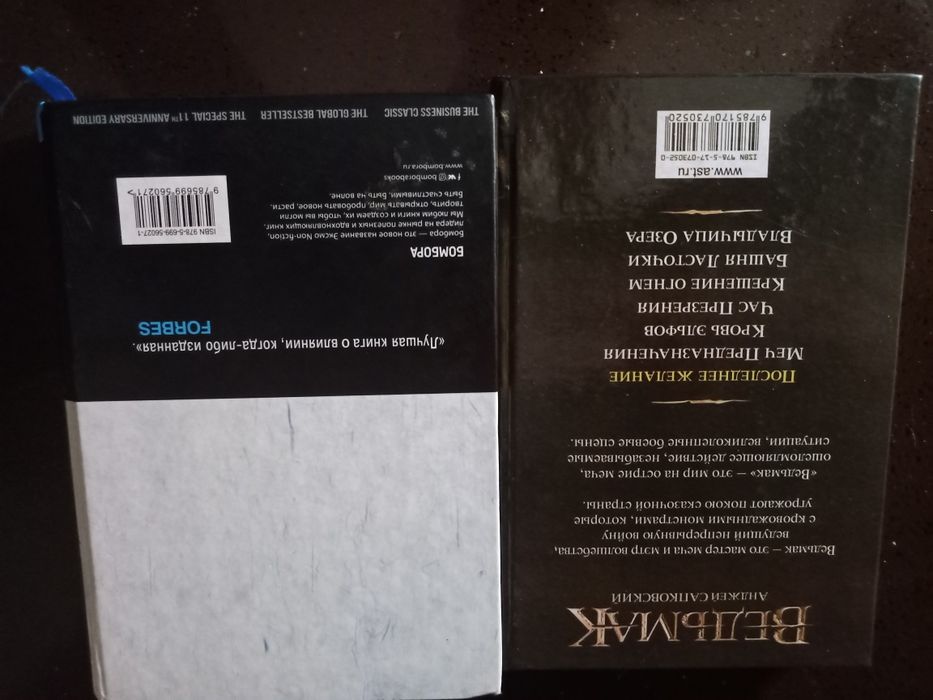 ВЕДЬМАК
АНДЖЕЙ САПКОВСКИЙ
Ведьмак — это мастер меча и мэтр волшебства,
ведущий непрерывную войну
с кровожадными монстрами, которые
угрожают покою сказочной страны.
«Ведьмак» — это мир на острие меча,
ошеломляющее действие, незабываемые
ситуации, великолепные боевые сцены.
Последнее желание
Меч Предназначения
Кровь эльфов
Час Презрения
Крещение огнем
Башня Ласточки
Владычица Озера
www.ast.ru
ISBN 978-5-17-073052-0
9 785170 730520
«Лучшая книга о влиянии, когда-либо изданная».
FORBES
БОМБОРА
Бомбора — это новое название Эксмо Non-fiction,
лидера на рынке полезных и вдохновляющих книг.
Мы любим книги и создаем их, чтобы вы могли
творить, открывать мир, пробовать новое, расти.
Быть счастливыми. Быть на волне.
bomborabooks
www.bombora.ru
ISBN 978-5-699-56027-1
9 785699 560271 >
THE BUSINESS CLASSIC THE GLOBAL BESTSELLER THE SPECIAL 11TH ANNIVERSARY EDITION